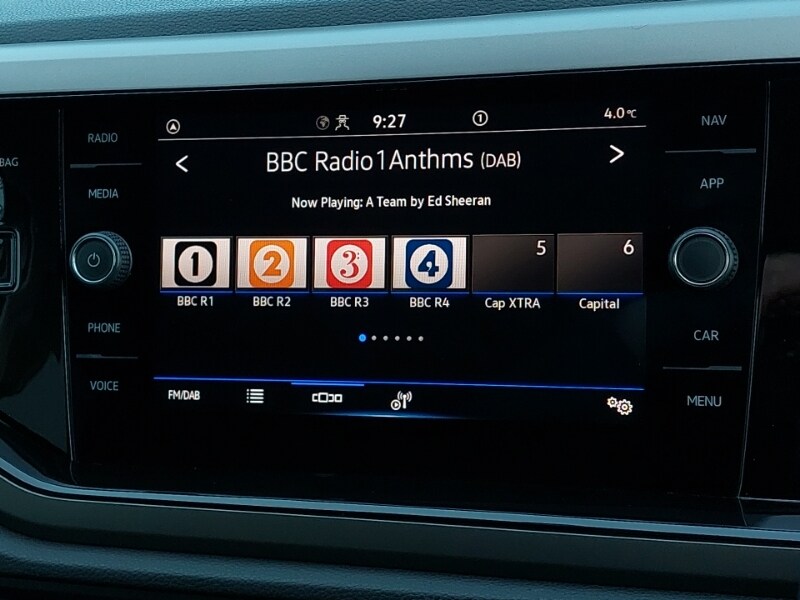 BAG
RADIO
MEDIA
PHONE
VOICE
9:27
1
4.0°C
< BBC Radio1Anthms (DAB) >
Now Playing: A Team by Ed Sheeran
1 2 3 4 5 6
BBC R1 BBC R2 BBC R3 BBC R4 Cap XTRA Capital
FM/DAB
NAV
APP
CAR
MENU